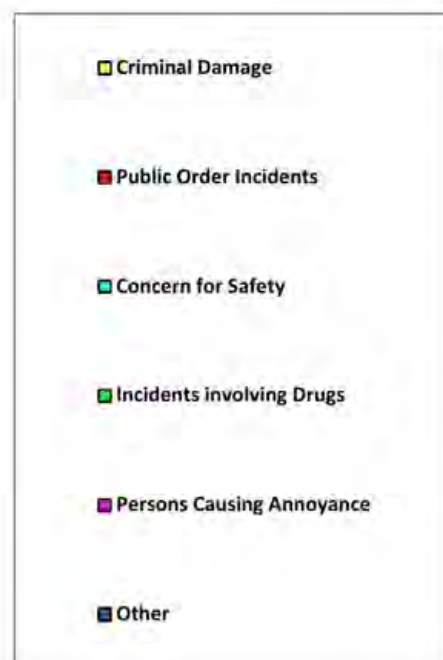 Criminal Damage
Public Order Incidents
Concern for Safety
Incidents involving Drugs
Persons Causing Annoyance
Other